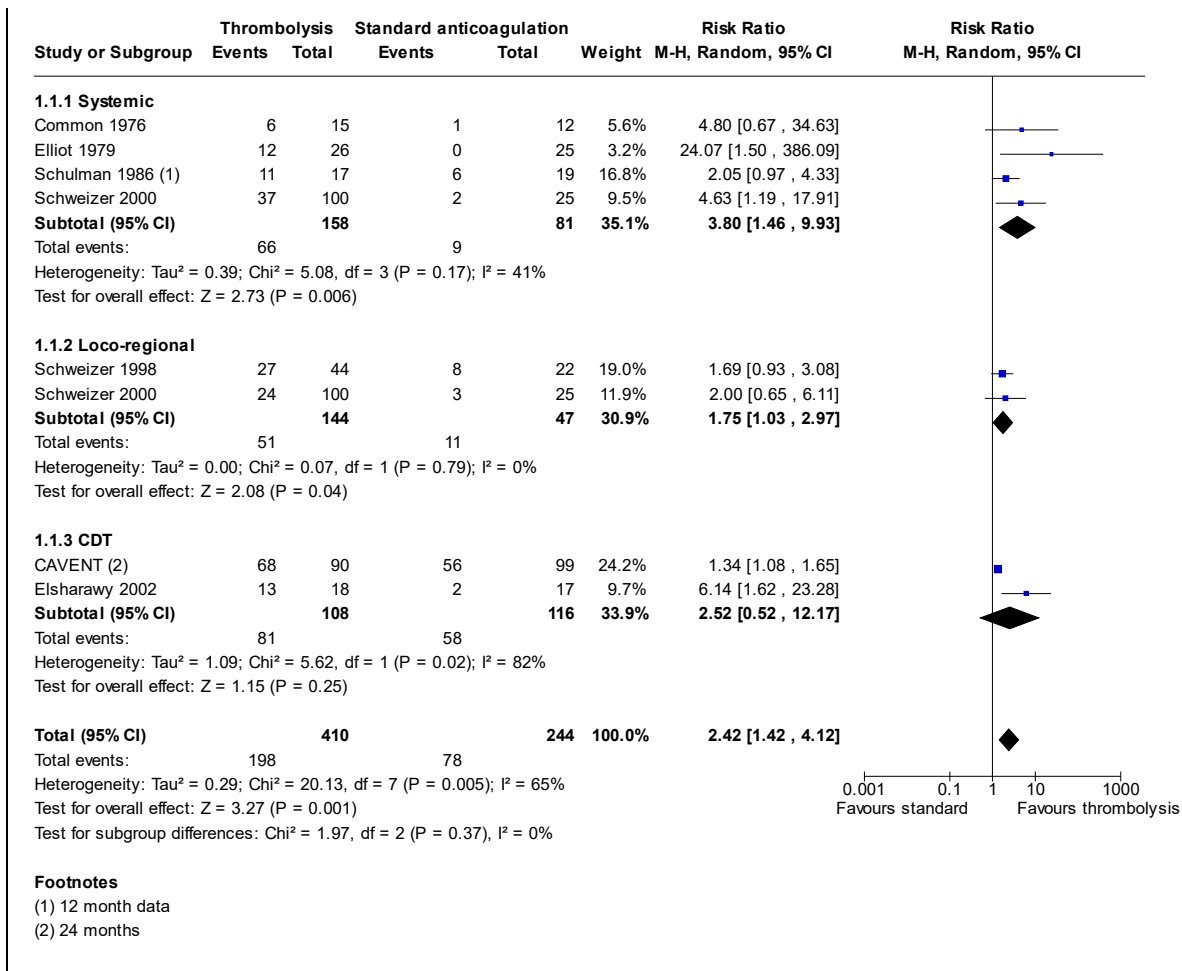 Thrombolysis Standard anticoagulation Risk Ratio Risk Ratio
Study or Subgroup Events Total Events Total Weight M-H, Random, 95% CI M-H, Random, 95% CI
1.1.1 Systemic
Common 1976 6 15 1 12 5.6% 4.80 [0.67 , 34.63]
Elliot 1979 12 26 0 25 3.2% 24.07 [1.50 , 386.09]
Schulman 1986 (1) 11 17 6 19 16.8% 2.05 [0.97 , 4.33]
Schweizer 2000 37 100 2 25 9.5% 4.63 [1.19 , 17.91]
Subtotal (95% CI) 158 81 35.1% 3.80 [1.46 , 9.93]
Total events: 66 9
Heterogeneity: Tau² = 0.39; Chi² = 5.08, df = 3 (P = 0.17); I² = 41%
Test for overall effect: Z = 2.73 (P = 0.006)
1.1.2 Loco-regional
Schweizer 1998 27 44 8 22 19.0% 1.69 [0.93 , 3.08]
Schweizer 2000 24 100 3 25 11.9% 2.00 [0.65 , 6.11]
Subtotal (95% CI) 144 47 30.9% 1.75 [1.03 , 2.97]
Total events: 51 11
Heterogeneity: Tau² = 0.00; Chi² = 0.07, df = 1 (P = 0.79); I² = 0%
Test for overall effect: Z = 2.08 (P = 0.04)
1.1.3 CDT
CAVENT (2) 68 90 56 99 24.2% 1.34 [1.08 , 1.65]
Elsharawy 2002 13 18 2 17 9.7% 6.14 [1.62 , 23.28]
Subtotal (95% CI) 108 116 33.9% 2.52 [0.52 , 12.17]
Total events: 81 58
Heterogeneity: Tau² = 1.09; Chi² = 5.62, df = 1 (P = 0.02); I² = 82%
Test for overall effect: Z = 1.15 (P = 0.25)
Total (95% CI) 410 244 100.0% 2.42 [1.42 , 4.12]
Total events: 198 78
Heterogeneity: Tau² = 0.29; Chi² = 20.13, df = 7 (P = 0.005); I² = 65%
0.001 0.1 1 10 1000
Test for overall effect: Z = 3.27 (P = 0.001) Favours standard Favours thrombolysis
Test for subgroup differences: Chi² = 1.97, df = 2 (P = 0.37), I² = 0%
Footnotes
(1) 12 month data
(2) 24 months